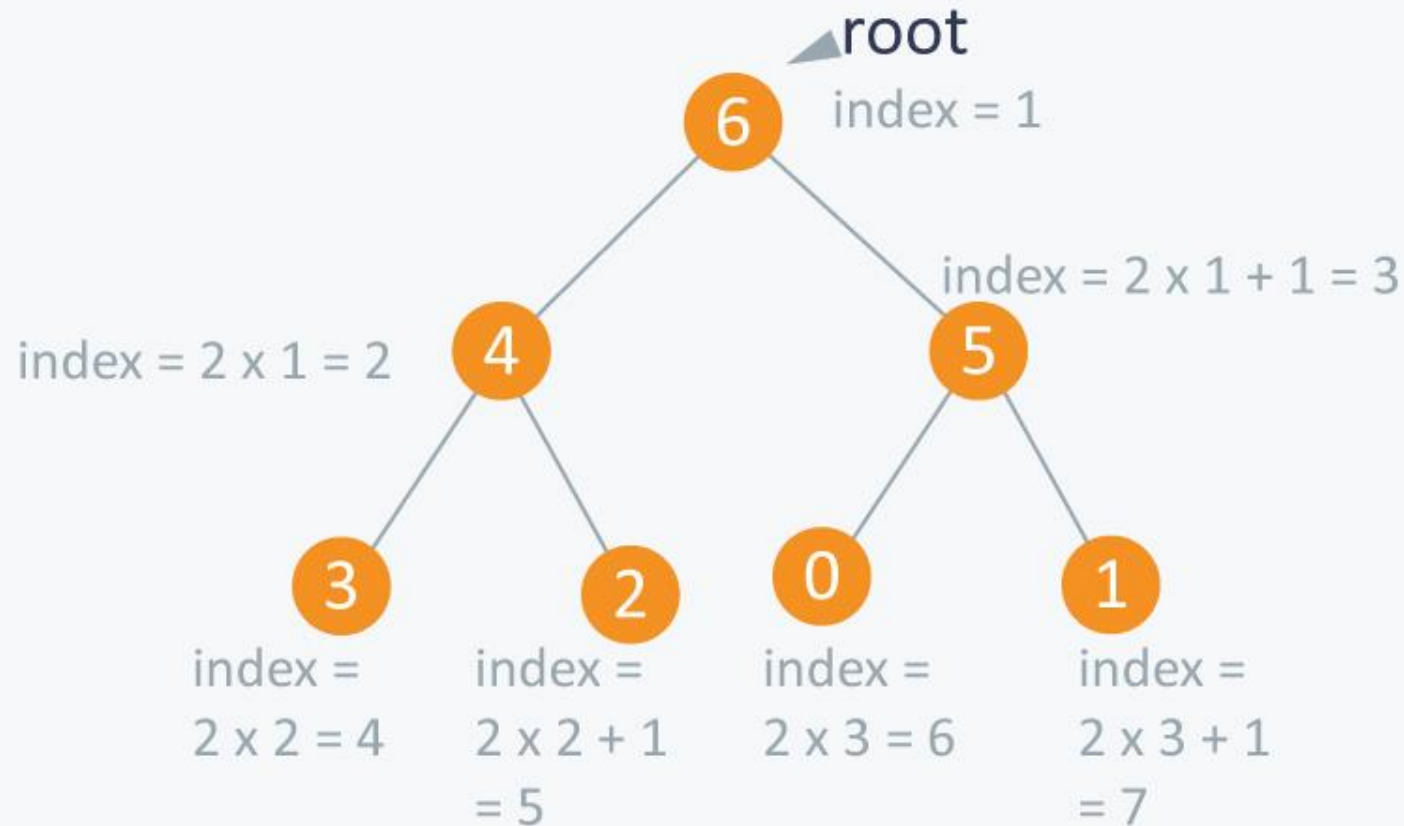 root
6
index = 1
index = 2 x 1 + 1 = 3
index = 2 x 1 = 2
4
5
3
2
0
1
index =
2 x 2 = 4
index =
2 x 2 + 1
= 5
index =
2 x 3 = 6
index =
2 x 3 + 1
= 7